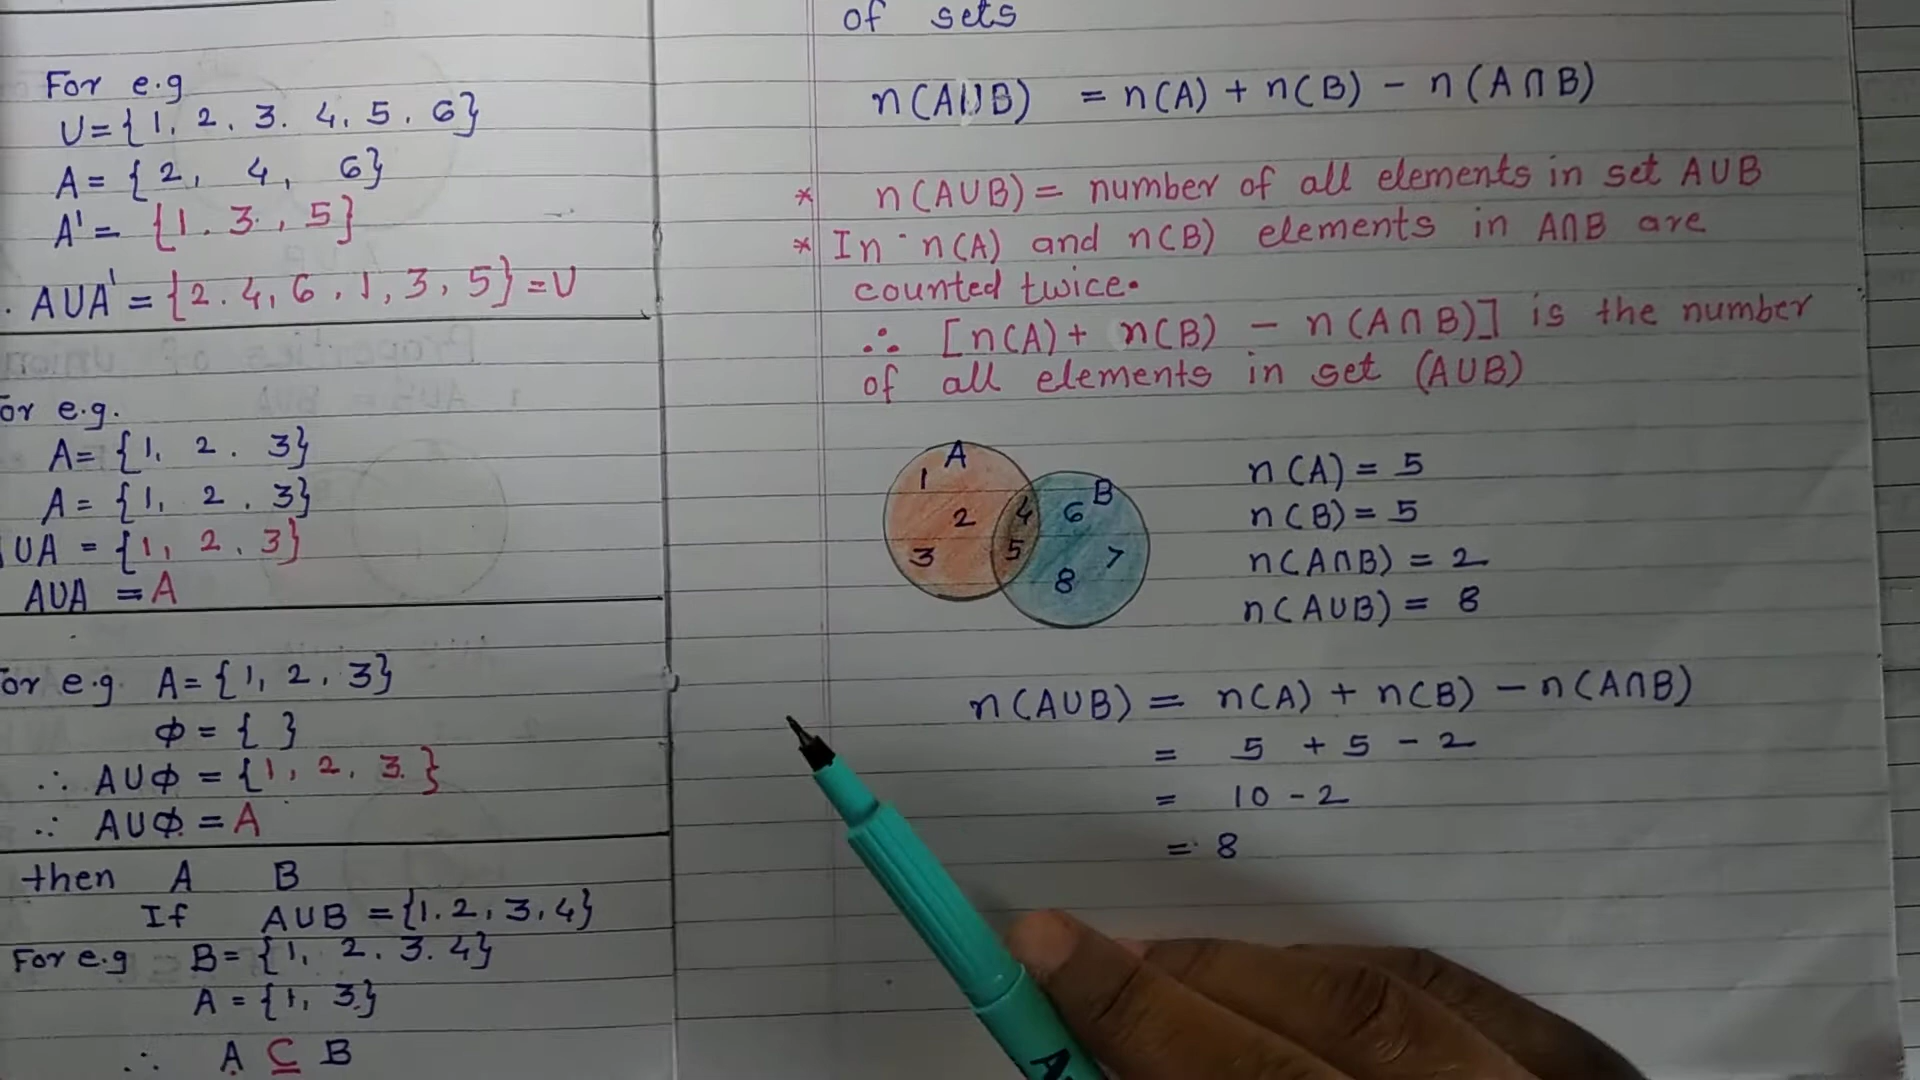 For e.g
U={1, 2, 3. 4, 5, 6}
A = {2, 4, 6}
A' = {1. 3, 5}
. AUA' = {2. 4, 6, 1, 3, 5} = U
or e.g.
A= {1, 2. 3}
A = {1, 2. 3}
UA = {1, 2. 3}
AUA = A
or e.g A= {1, 2, 3}
Φ = { }
∴ AUΦ = {1, 2, 3.}
∴ AUΦ = A
then A B
If AUB = {1. 2, 3, 4}
For e.g B= {1, 2. 3. 4}
A = {1, 3}
∴ A ⊆ B
of sets
n(AUB) = n(A) + n(B) - n(A∩B)
* n(AUB) = number of all elements in set AUB
* In n(A) and n(B) elements in A∩B are
counted twice.
∴ [n(A) + n(B) - n(A∩B)] is the number
of all elements in set (AUB)
A
1
2
3
4
5
B
6
7
8
n(A) = 5
n(B) = 5
n(A∩B) = 2
n(AUB) = 8
n(AUB) = n(A) + n(B) - n(A∩B)
= 5 + 5 - 2
= 10 - 2
= 8